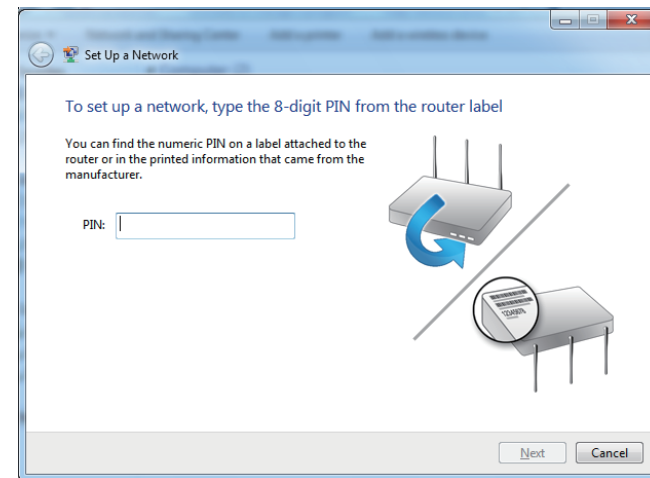 Set Up a Network
To set up a network, type the 8-digit PIN from the router label
You can find the numeric PIN on a label attached to the
router or in the printed information that came from the
manufacturer.
PIN:
12345678
Next
Cancel